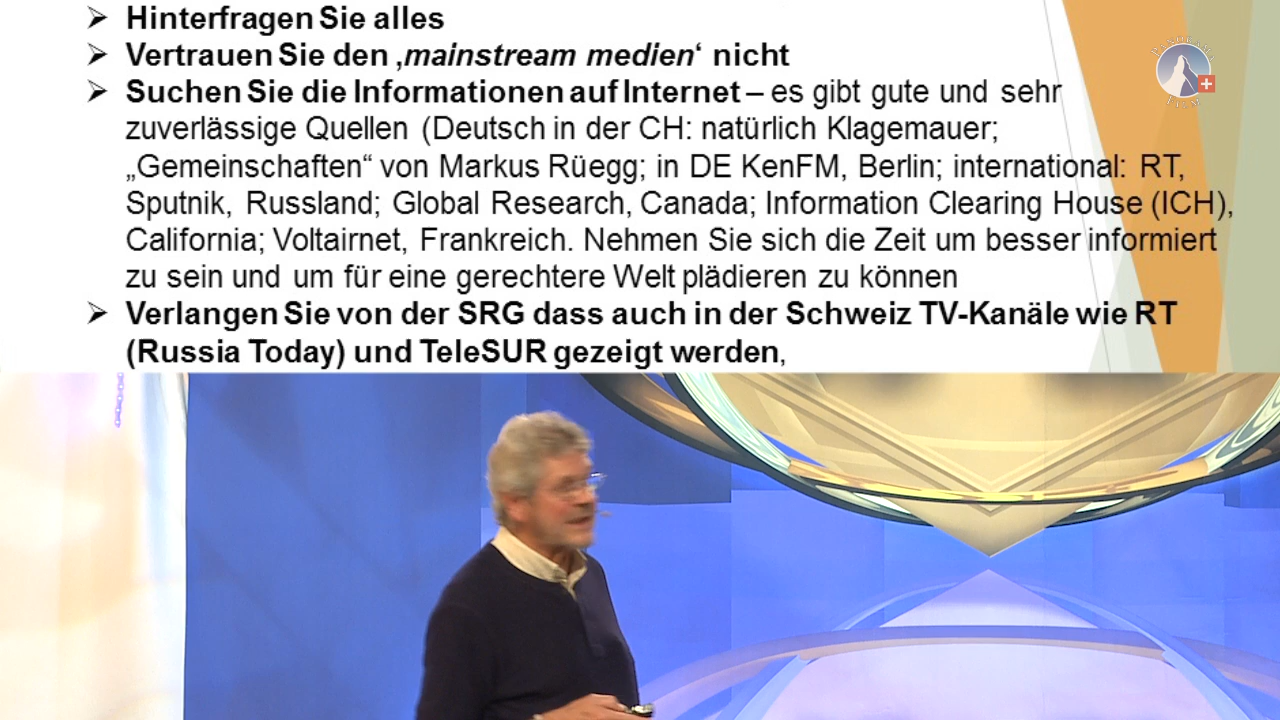 ➢ Hinterfragen Sie alles
➢ Vertrauen Sie den ‚mainstream medien‘ nicht
➢ Suchen Sie die Informationen auf Internet – es gibt gute und sehr
zuverlässige Quellen (Deutsch in der CH: natürlich Klagemauer;
„Gemeinschaften“ von Markus Rüegg; in DE KenFM, Berlin; international: RT,
Sputnik, Russland; Global Research, Canada; Information Clearing House (ICH),
California; Voltairnet, Frankreich. Nehmen Sie sich die Zeit um besser informiert
zu sein und um für eine gerechtere Welt plädieren zu können
➢ Verlangen Sie von der SRG dass auch in der Schweiz TV-Kanäle wie RT
(Russia Today) und TeleSUR gezeigt werden,
PANORAMA
FILM